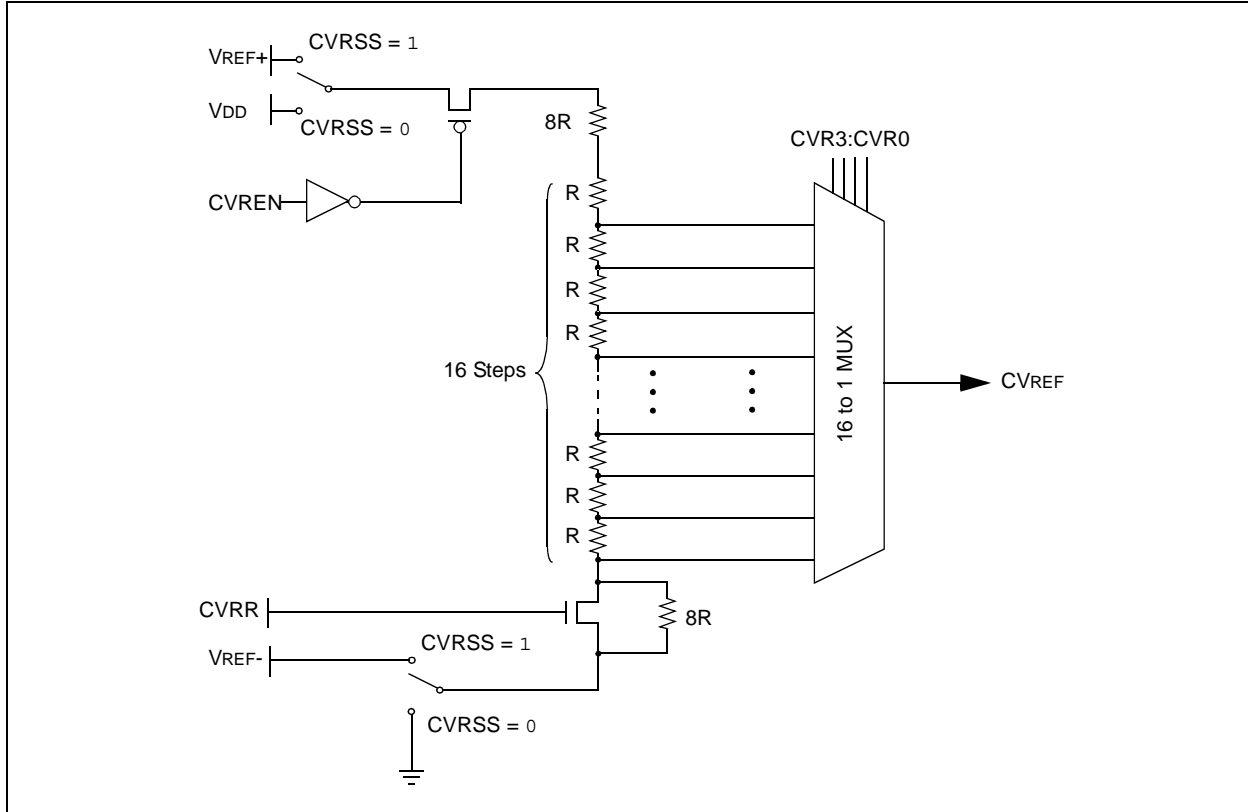 CVRSS = 1
VREF+
VDD
CVRSS = 0
8R
CVR3:CVR0
CVREN
R
R
R
R
16 Steps
16 to 1 MUX
CVREF
R
R
R
CVRR
8R
CVRSS = 1
VREF-
CVRSS = 0